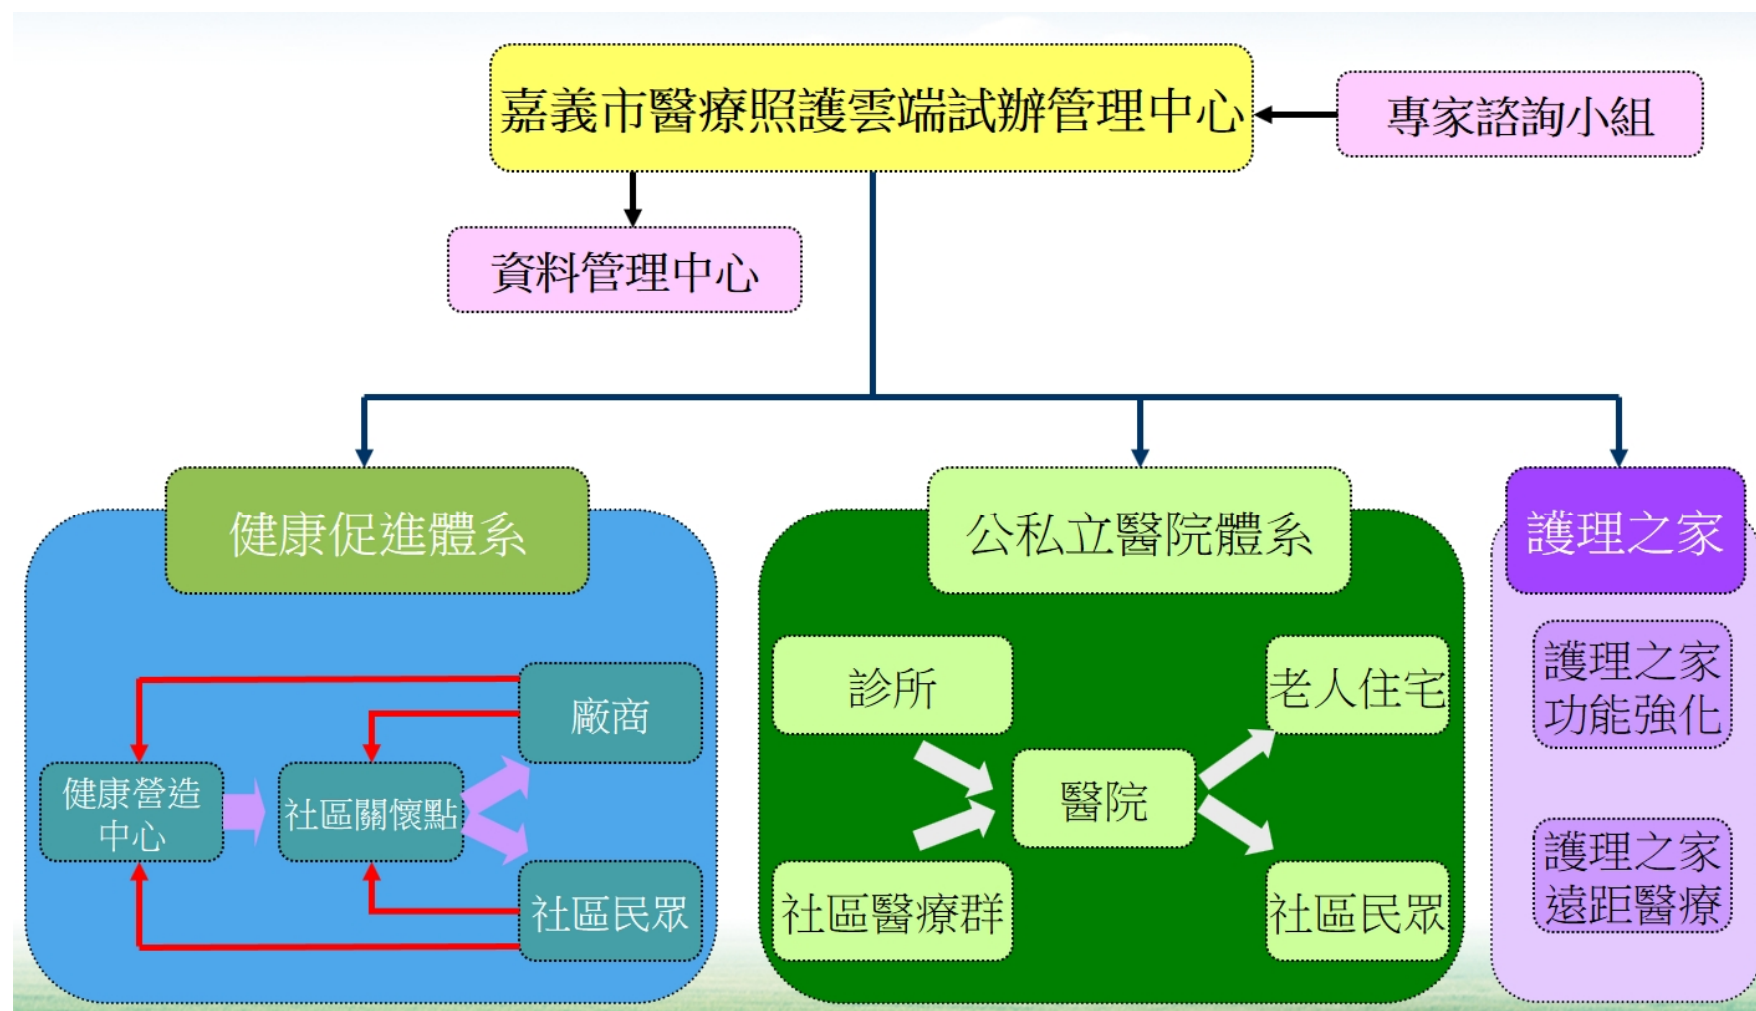 嘉義市醫療照護雲端試辦管理中心
專家諮詢小組
資料管理中心
健康促進體系
廠商
健康營造
中心
社區關懷點
社區民眾
公私立醫院體系
診所
老人住宅
醫院
社區醫療群
社區民眾
護理之家
護理之家
功能強化
護理之家
遠距醫療